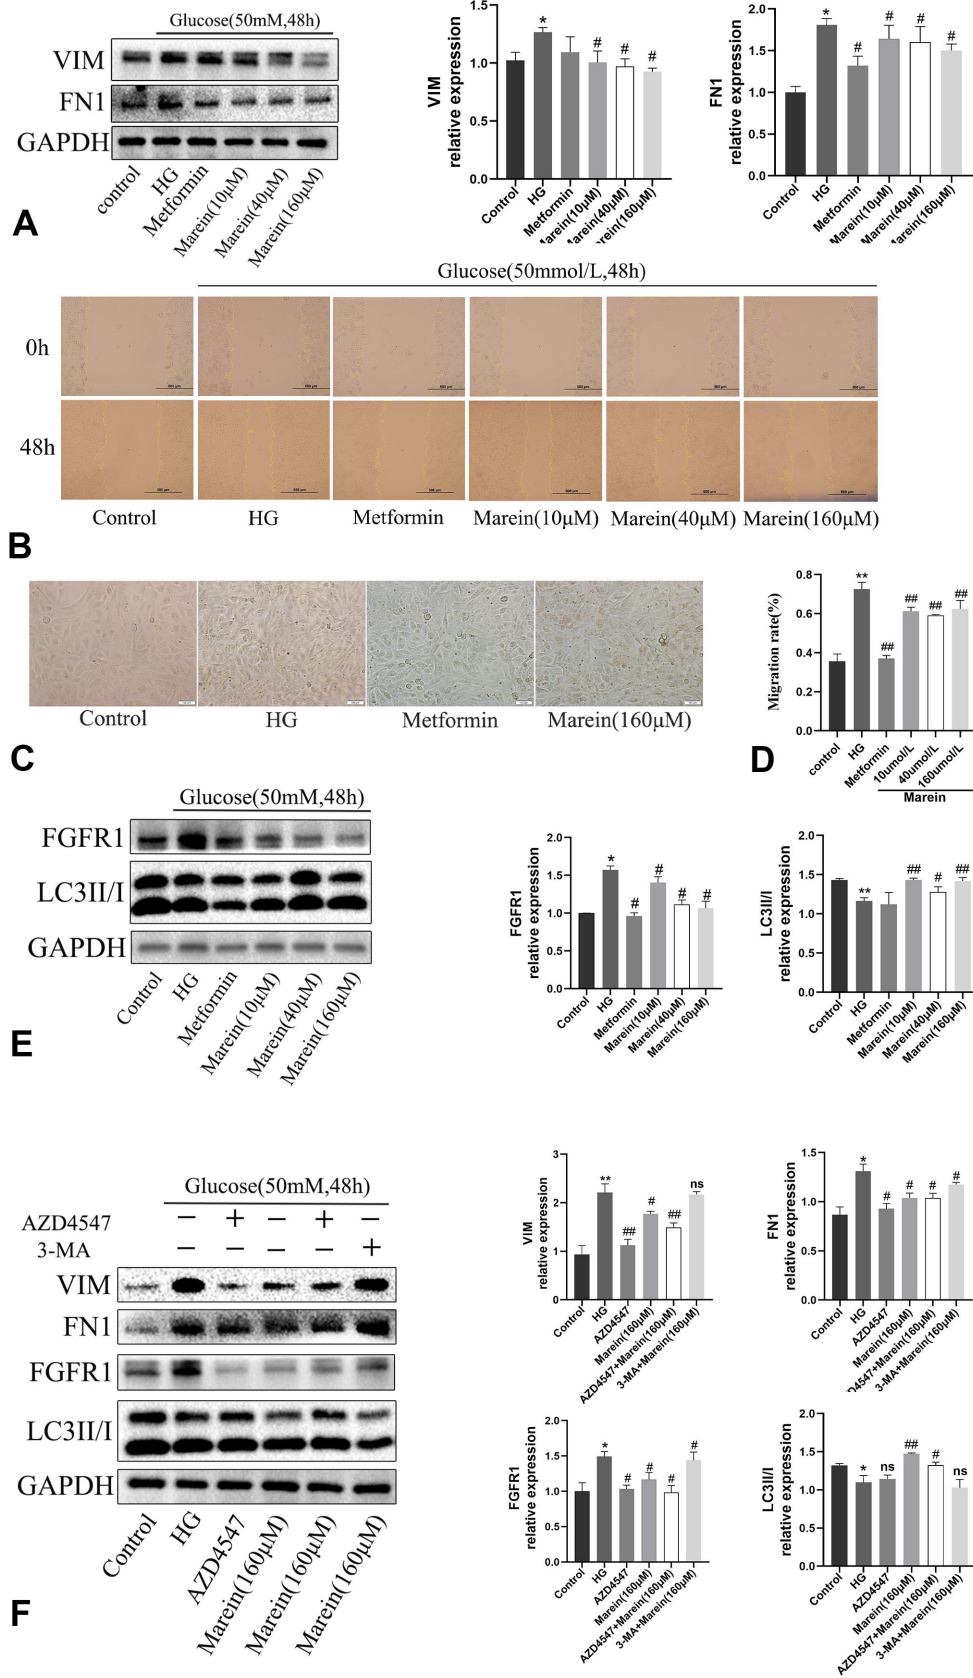 Glucose(50mM,48h)
VIM
FN1
GAPDH
control
HG
Metformin
Marein(10μM)
Marein(40μM)
Marein(160μM)
A
VIM
relative expression
1.5
1.0
0.5
0.0
*
#
#
#
Control
HG
Metformin
Marein(10μM)
Marein(40μM)
arein(160μM)
FN1
relative expression
2.0
1.5
1.0
0.5
0.0
*
#
#
#
#
Control
HG
Metformin
Marein(10μM)
Marein(40μM)
Marein(160μM)
Glucose(50mmol/L,48h)
0h
48h
Control
HG
Metformin
Marein(10μM)
Marein(40μM)
Marein(160μM)
B
Control
HG
Metformin
Marein(160μM)
C
Migration rate(%)
0.8
0.6
0.4
0.2
0.0
**
##
##
##
##
control
HG
Metformin
10umol/L
40umol/L
160umol/L
Marein
D
Glucose(50mM,48h)
FGFR1
LC3II/I
GAPDH
Control
HG
Metformin
Marein(10μM)
Marein(40μM)
Marein(160μM)
E
FGFR1
relative expression
2.0
1.5
1.0
0.5
0.0
*
#
#
#
#
Control
HG
Metformin
Marein(10μM)
Marein(40μM)
Marein(160μM)
LC3II/I
relative expression
2.0
1.5
1.0
0.5
0.0
**
##
#
##
Control
HG
Metformin
Marein(10μM)
Marein(40μM)
Marein(160μM)
Glucose(50mM,48h)
AZD4547 − + − + −
3-MA − − − − +
VIM
FN1
FGFR1
LC3II/I
GAPDH
Control
HG
AZD4547
Marein(160μM)
Marein(160μM)
Marein(160μM)
F
VIM
relative expression
3
2
1
0
**
##
#
##
ns
Control
HG
AZD4547
Marein(160μM)
AZD4547+Marein(160μM)
3-MA+Marein(160μM)
FN1
relative expression
1.5
1.0
0.5
0.0
*
#
#
#
#
Control
HG
AZD4547
Marein(160μM)
D4547+Marein(160μM)
3-MA+Marein(160μM)
FGFR1
relative expression
2.0
1.5
1.0
0.5
0.0
*
#
#
#
#
Control
HG
AZD4547
Marein(160μM)
AZD4547+Marein(160μM)
3-MA+Marein(160μM)
LC3II/I
relative expression
2.0
1.5
1.0
0.5
0.0
*
ns
##
#
ns
Control
HG
AZD4547
Marein(160μM)
AZD4547+Marein(160μM)
3-MA+Marein(160μM)